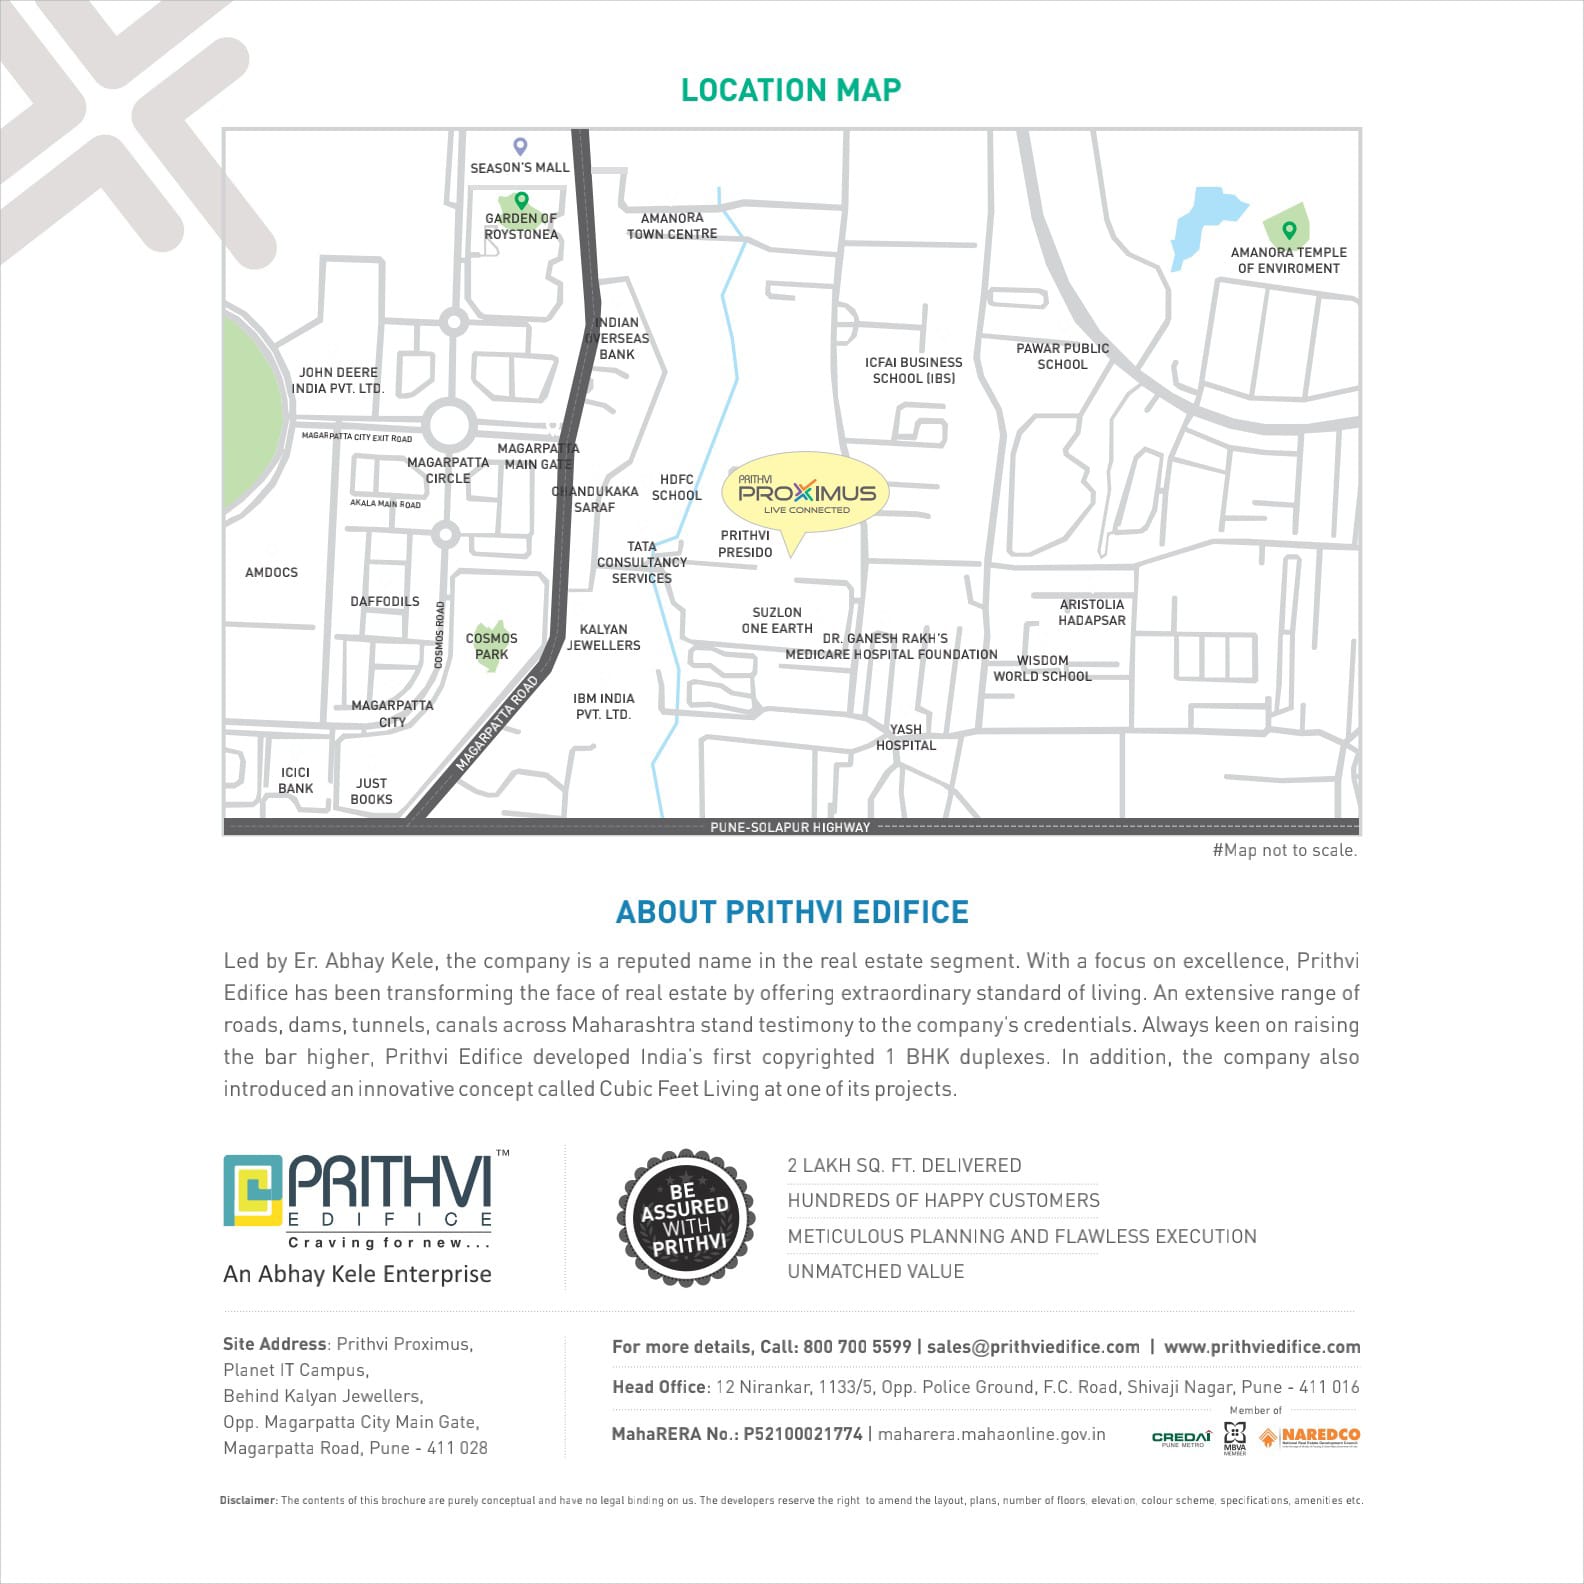 LOCATION MAP
SEASON'S MALL
GARDEN OF
ROYSTONEA
AMANORA
TOWN CENTRE
AMANORA TEMPLE
OF ENVIROMENT
INDIAN
OVERSEAS
BANK
JOHN DEERE
INDIA PVT. LTD.
ICFAI BUSINESS
SCHOOL (IBS)
PAWAR PUBLIC
SCHOOL
MAGARPATTA CITY EXIT ROAD
MAGARPATTA
CIRCLE
MAGARPATTA
MAIN GATE
AKALA MAIN ROAD
CHANDUKAKA
SARAF
HDFC
SCHOOL
PRITHVI
PROXIMUS
LIVE CONNECTED
PRITHVI
PRESIDO
TATA
CONSULTANCY
SERVICES
AMDOCS
DAFFODILS
COSMOS ROAD
COSMOS
PARK
KALYAN
JEWELLERS
SUZLON
ONE EARTH
DR. GANESH RAKH'S
MEDICARE HOSPITAL FOUNDATION
ARISTOLIA
HADAPSAR
WISDOM
WORLD SCHOOL
MAGARPATTA
CITY
MAGARPATTA ROAD
IBM INDIA
PVT. LTD.
YASH
HOSPITAL
ICICI
BANK
JUST
BOOKS
PUNE-SOLAPUR HIGHWAY
#Map not to scale.
ABOUT PRITHVI EDIFICE
Led by Er. Abhay Kele, the company is a reputed name in the real estate segment. With a focus on excellence, Prithvi
Edifice has been transforming the face of real estate by offering extraordinary standard of living. An extensive range of
roads, dams, tunnels, canals across Maharashtra stand testimony to the company's credentials. Always keen on raising
the bar higher, Prithvi Edifice developed India's first copyrighted 1 BHK duplexes. In addition, the company also
introduced an innovative concept called Cubic Feet Living at one of its projects.
PRITHVI™
EDIFICE
Craving for new...
An Abhay Kele Enterprise
BE
ASSURED
WITH
PRITHVI
2 LAKH SQ. FT. DELIVERED
HUNDREDS OF HAPPY CUSTOMERS
METICULOUS PLANNING AND FLAWLESS EXECUTION
UNMATCHED VALUE
Site Address: Prithvi Proximus,
Planet IT Campus,
Behind Kalyan Jewellers,
Opp. Magarpatta City Main Gate,
Magarpatta Road, Pune - 411 028
For more details, Call: 800 700 5599 | sales@prithviedifice.com | www.prithviedifice.com
Head Office: 12 Nirankar, 1133/5, Opp. Police Ground, F.C. Road, Shivaji Nagar, Pune - 411 016
Member of
MahaRERA No.: P52100021774 | maharera.mahaonline.gov.in
CREDAI
PUNE METRO
MBVA
MEMBER
NAREDCO
National Real Estate Development Council
Disclaimer: The contents of this brochure are purely conceptual and have no legal binding on us. The developers reserve the right to amend the layout, plans, number of floors, elevation, colour scheme, specifications, amenities etc.